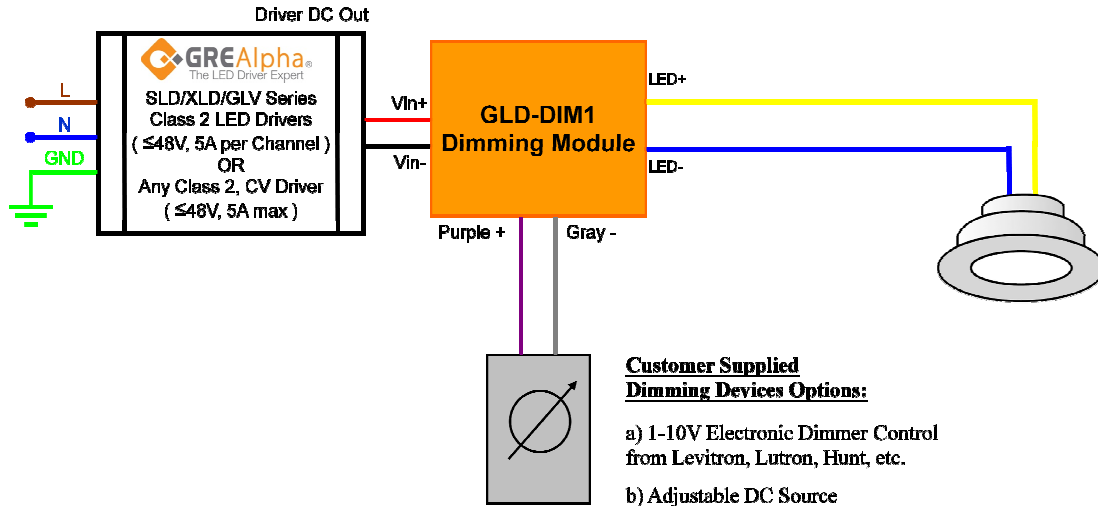 Driver DC Out
GREAlpha®
The LED Driver Expert
L
N
GND
SLD/XLD/GLV Series
Class 2 LED Drivers
( ≤48V, 5A per Channel )
OR
Any Class 2, CV Driver
( ≤48V, 5A max )
Vin+
Vin-
GLD-DIM1
Dimming Module
LED+
LED-
Purple +
Gray -
Customer Supplied
Dimming Devices Options:
a) 1-10V Electronic Dimmer Control
from Levitron, Lutron, Hunt, etc.
b) Adjustable DC Source